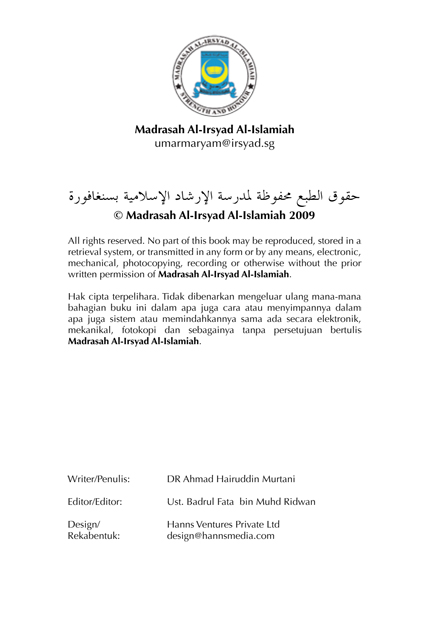 MADRASAH AL-IRSYAD AL-ISLAMIAH
STRENGTH AND HONOUR
Madrasah Al-Irsyad Al-Islamiah
umarmaryam@irsyad.sg
حقوق الطبع محفوظة لمدرسة الإرشاد الإسلامية بسنغافورة
© Madrasah Al-Irsyad Al-Islamiah 2009
All rights reserved. No part of this book may be reproduced, stored in a
retrieval system, or transmitted in any form or by any means, electronic,
mechanical, photocopying, recording or otherwise without the prior
written permission of Madrasah Al-Irsyad Al-Islamiah.
Hak cipta terpelihara. Tidak dibenarkan mengeluar ulang mana-mana
bahagian buku ini dalam apa juga cara atau menyimpannya dalam
apa juga sistem atau memindahkannya sama ada secara elektronik,
mekanikal, fotokopi dan sebagainya tanpa persetujuan bertulis
Madrasah Al-Irsyad Al-Islamiah.
Writer/Penulis: DR Ahmad Hairuddin Murtani
Editor/Editor: Ust. Badrul Fata bin Muhd Ridwan
Design/ Hanns Ventures Private Ltd
Rekabentuk: design@hannsmedia.com